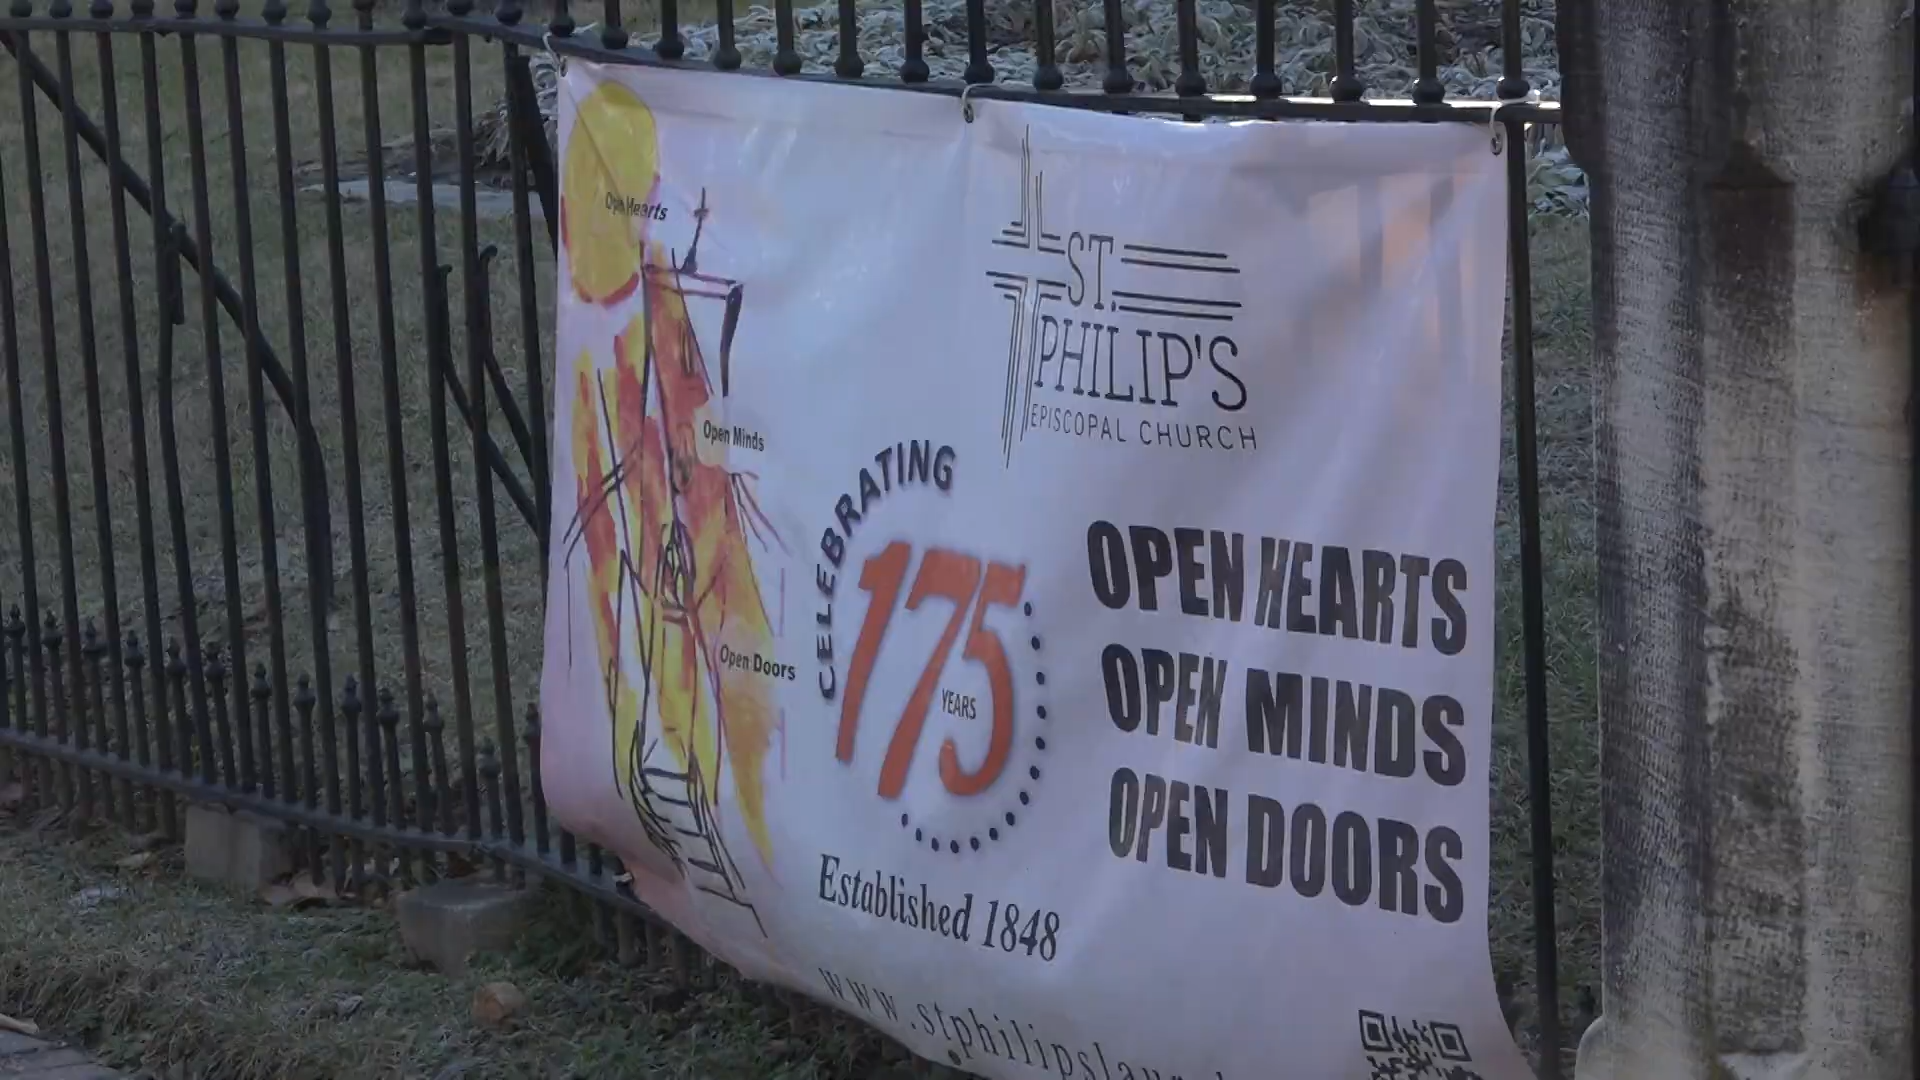 Open Hearts
Open Minds
Open Doors
ST.
PHILIP'S
EPISCOPAL CHURCH
CELEBRATING
175
YEARS
Established 1848
OPEN HEARTS
OPEN MINDS
OPEN DOORS